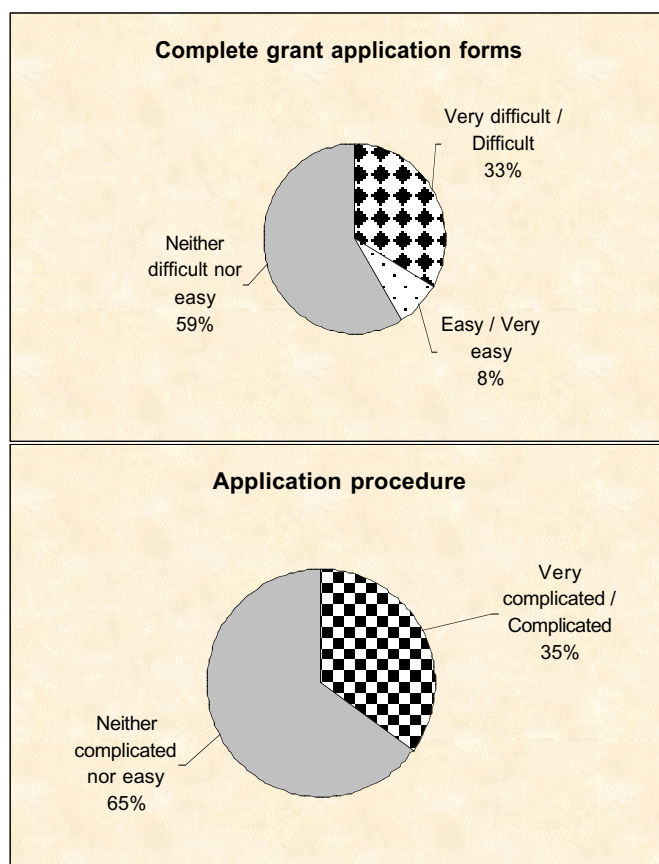 Complete grant application forms
Very difficult /
Difficult
33%
Neither
difficult nor
easy
59%
Easy / Very
easy
8%
Application procedure
Very
complicated /
Complicated
35%
Neither
complicated
nor easy
65%